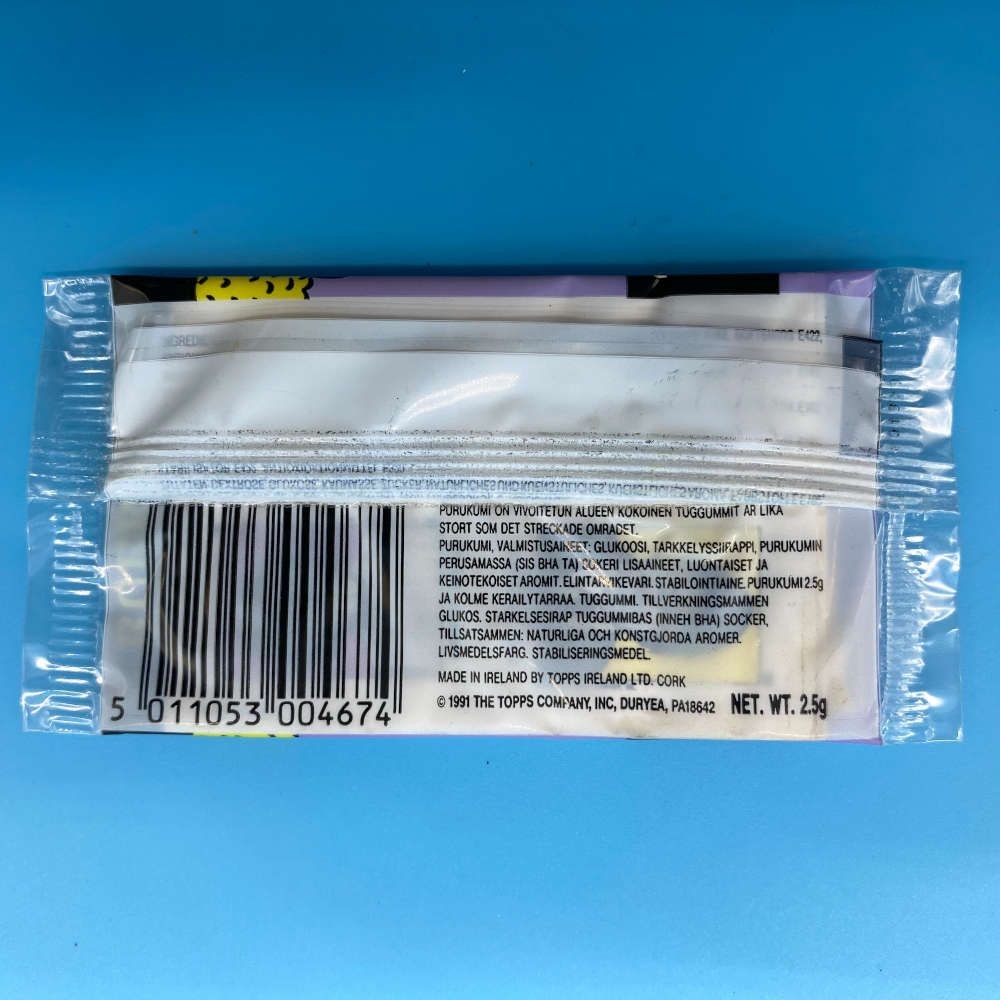 E422,
PURUKUMI ON VIVOITETUN ALUEEN KOKOINEN TUGGUMMIT AR LIKA
STORT SOM DET STRECKADE OMRADET.
PURUKUMI, VALMISTUSAINEET: GLUKOOSI, TARKKELYSSIIRAPPI, PURUKUMIN
PERUSAMASSA (SIS BHA TA) SOKERI LISAAINEET, LUONTAISET JA
KEINOTEKOISET AROMIT. STABILOINTIAINE. PURUKUMI 2.5g
JA KOLME KERAILYTARRAA. TUGGUMMI. TILLVERKNINGSMAMMEN
GLUKOS. STARKELSESIRAP TUGGUMMIBAS (INNEH BHA) SOCKER,
TILLSATSAMMEN: NATURLIGA OCH KONSTGJORDA AROMER.
LIVSMEDELSFARG. STABILISERINGSMEDEL.
MADE IN IRELAND BY TOPPS IRELAND LTD. CORK
© 1991 THE TOPPS COMPANY, INC, DURYEA, PA18642 NET. WT. 2.5g
5 011053 004674